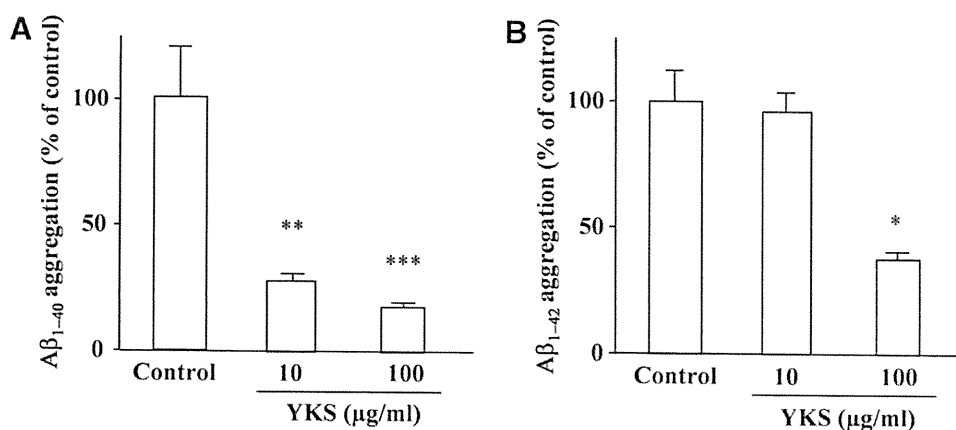 A
Aβ1–40 aggregation (% of control)
100
50
0
**
***
Control
10
100
YKS (µg/ml)
B
Aβ1–42 aggregation (% of control)
100
50
0
*
Control
10
100
YKS (µg/ml)